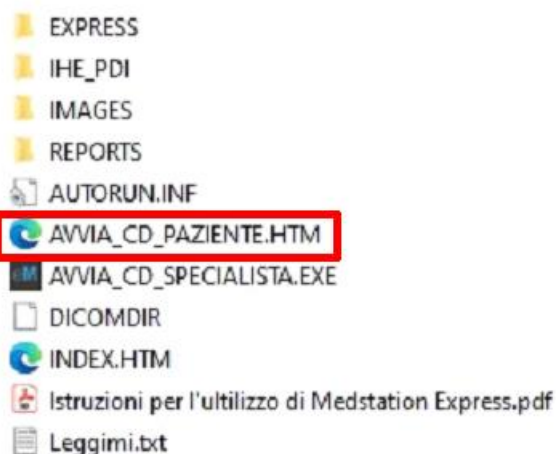 EXPRESS
IHE_PDI
IMAGES
REPORTS
AUTORUN.INF
AVVIA_CD_PAZIENTE.HTM
AVVIA_CD_SPECIALISTA.EXE
DICOMDIR
INDEX.HTM
Istruzioni per l'ultilizzo di Medstation Express.pdf
Leggimi.txt